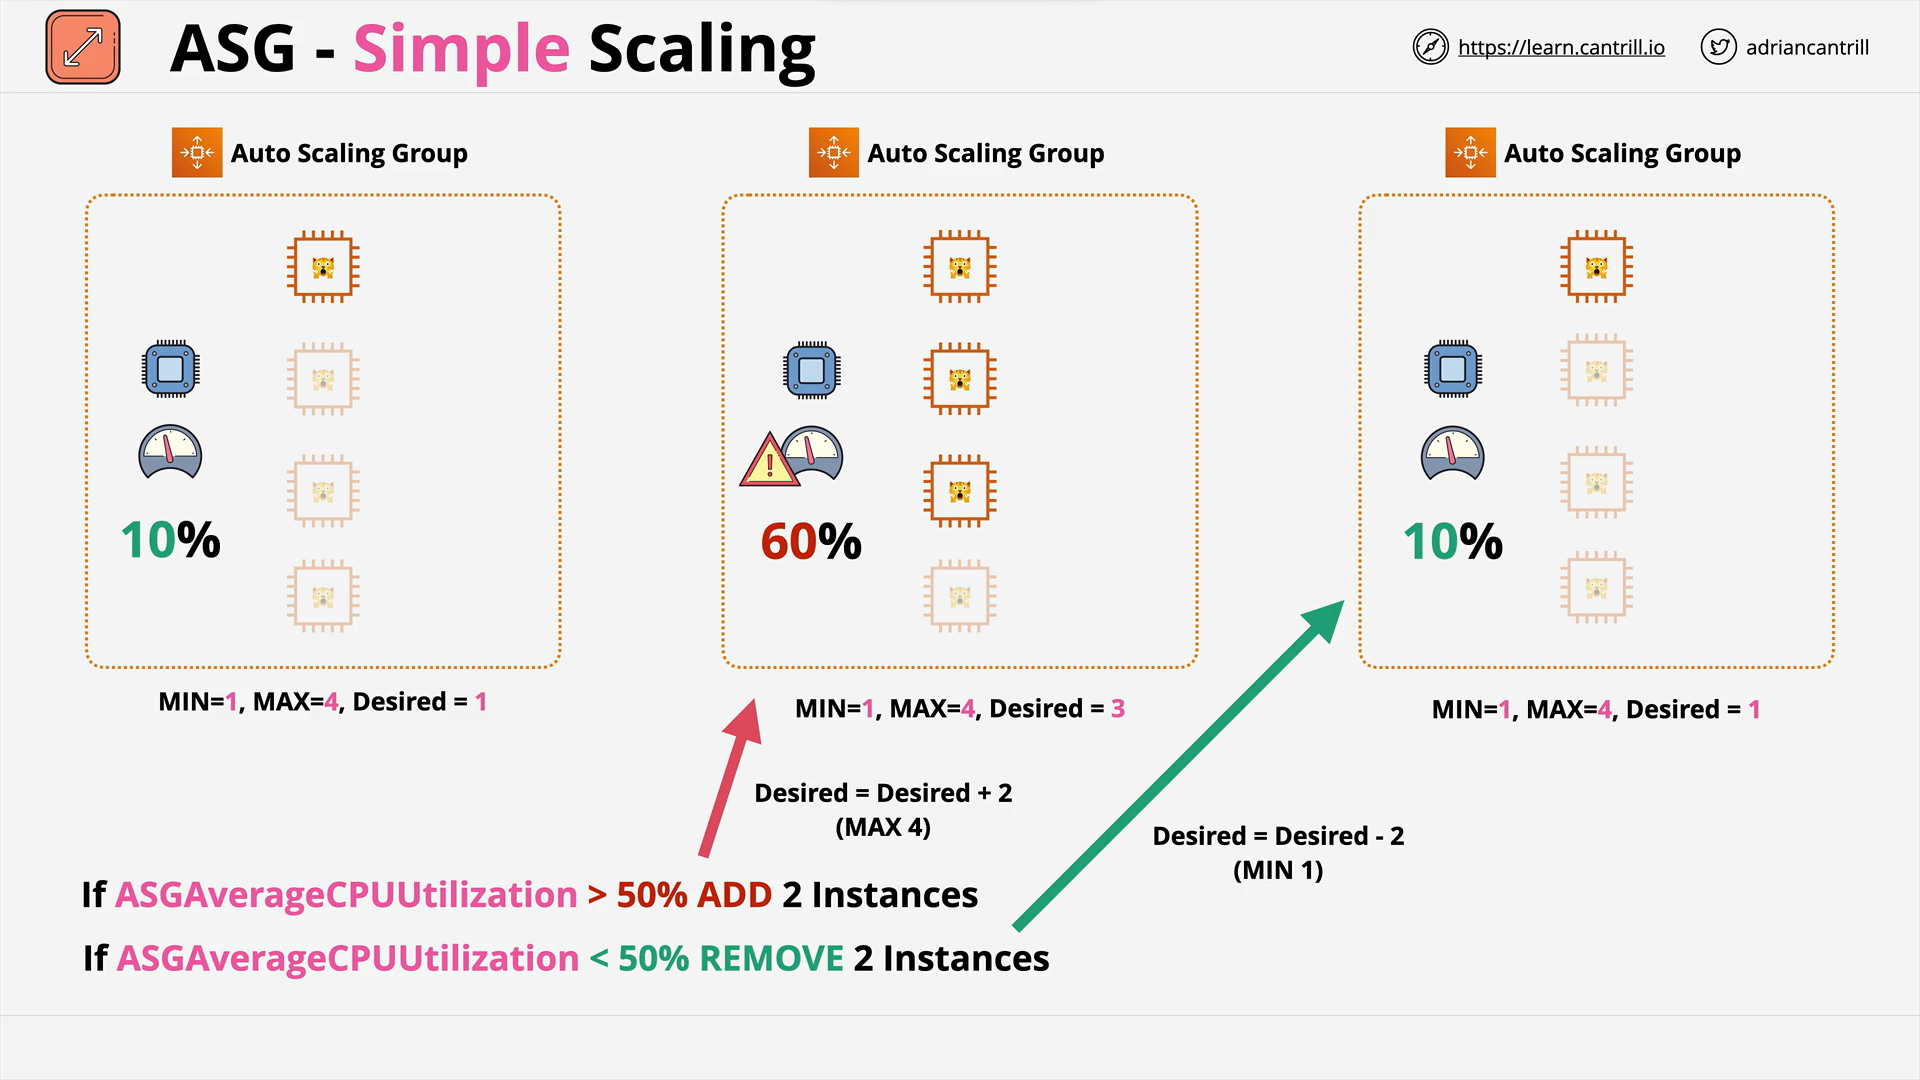 ASG - Simple Scaling
https://learn.cantrill.io
adriancantrill
Auto Scaling Group
Auto Scaling Group
Auto Scaling Group
10%
60%
10%
MIN=1, MAX=4, Desired = 1
MIN=1, MAX=4, Desired = 3
MIN=1, MAX=4, Desired = 1
Desired = Desired + 2
(MAX 4)
Desired = Desired - 2
(MIN 1)
If ASGAverageCPUUtilization > 50% ADD 2 Instances
If ASGAverageCPUUtilization < 50% REMOVE 2 Instances